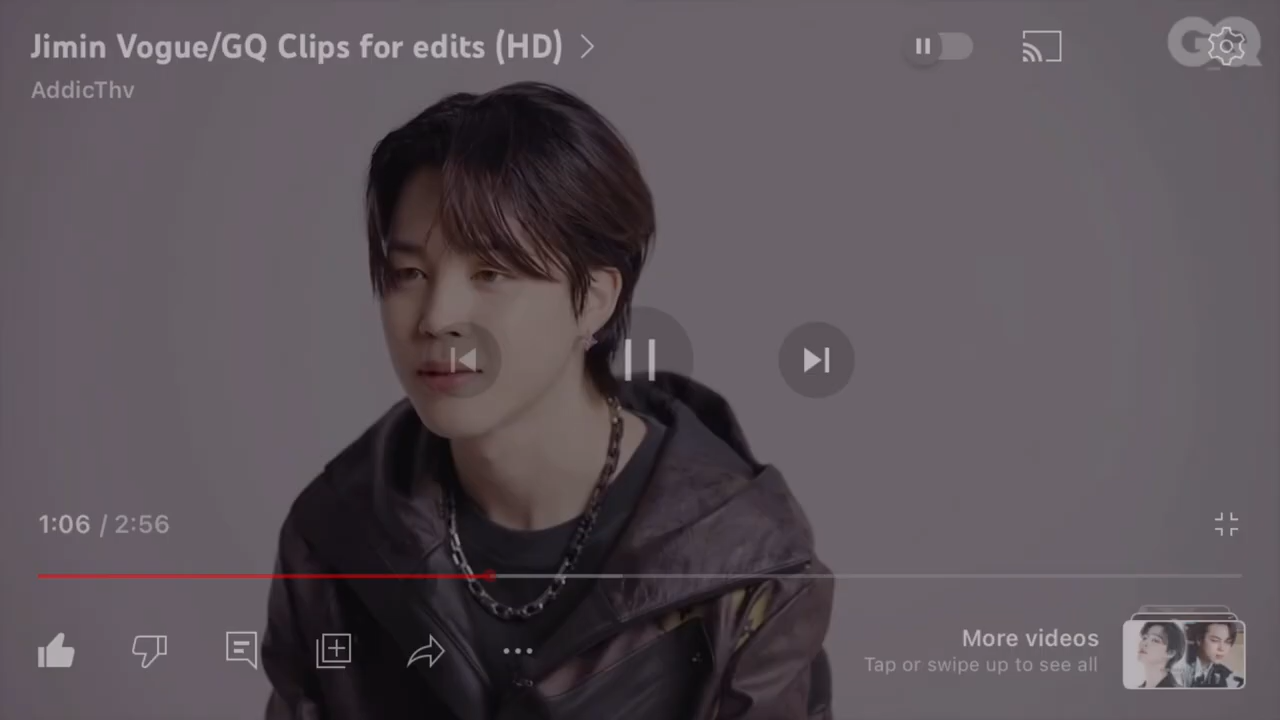 Jimin Vogue/GQ Clips for edits (HD)
GQ
AddicThv
1:06 / 2:56
More videos
Tap or swipe up to see all